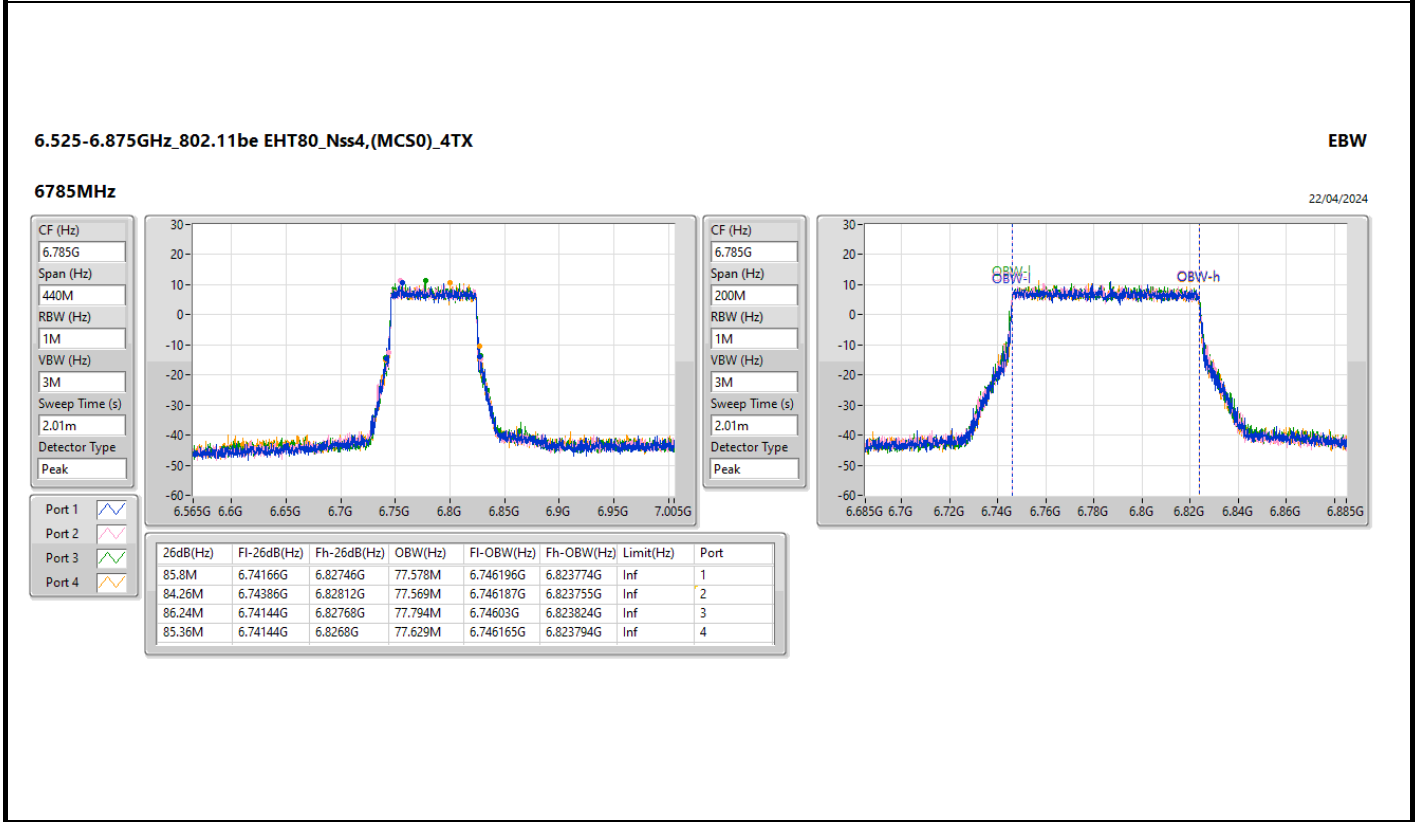 6.525-6.875GHz_802.11be EHT80_Nss4,(MCS0)_4TX
EBW
6785MHz
22/04/2024
CF (Hz)
6.785G
Span (Hz)
440M
RBW (Hz)
1M
VBW (Hz)
3M
Sweep Time (s)
2.01m
Detector Type
Peak
30
20
10
0
-10
-20
-30
-40
-50
-60
6.565G 6.6G 6.65G 6.7G 6.75G 6.8G 6.85G 6.9G 6.95G 7.005G
CF (Hz)
6.785G
Span (Hz)
200M
RBW (Hz)
1M
VBW (Hz)
3M
Sweep Time (s)
2.01m
Detector Type
Peak
30
20
10
0
-10
-20
-30
-40
-50
-60
OBW-l
OBW-l
OBW-h
6.685G 6.7G 6.72G 6.74G 6.76G 6.78G 6.8G 6.82G 6.84G 6.86G 6.885G
Port 1
Port 2
Port 3
Port 4
26dB(Hz) Fl-26dB(Hz) Fh-26dB(Hz) OBW(Hz) Fl-OBW(Hz) Fh-OBW(Hz) Limit(Hz) Port
85.8M 6.74166G 6.82746G 77.578M 6.746196G 6.823774G Inf 1
84.26M 6.74386G 6.82812G 77.569M 6.746187G 6.823755G Inf 2
86.24M 6.74144G 6.82768G 77.794M 6.74603G 6.823824G Inf 3
85.36M 6.74144G 6.8268G 77.629M 6.746165G 6.823794G Inf 4